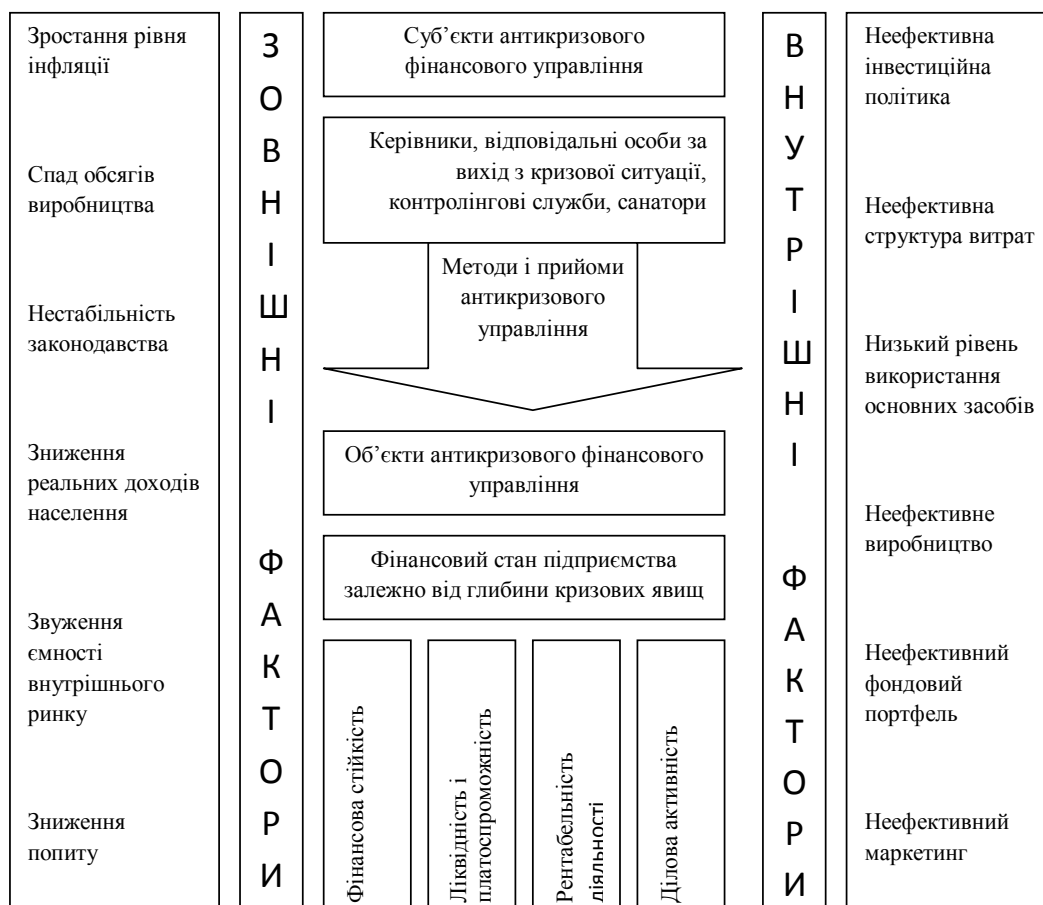 Зростання рівня
інфляції
Спад обсягів
виробництва
Нестабільність
законодавства
Зниження
реальних доходів
населення
Звуження
ємності
внутрішнього
ринку
Зниження
попиту
ЗОВНІШНІ ФАКТОРИ
Суб’єкти антикризового
фінансового управління
Керівники, відповідальні особи за
вихід з кризової ситуації,
контролінгові служби, санатори
Методи і прийоми
антикризового
управління
Об’єкти антикризового фінансового
управління
Фінансовий стан підприємства
залежно від глибини кризових явищ
Фінансова стійкість
Ліквідність і
платоспроможність
Рентабельність
діяльності
Ділова активність
ВНУТРІШНІ ФАКТОРИ
Неефективна
інвестиційна
політика
Неефективна
структура витрат
Низький рівень
використання
основних засобів
Неефективне
виробництво
Неефективний
фондовий
портфель
Неефективний
маркетинг